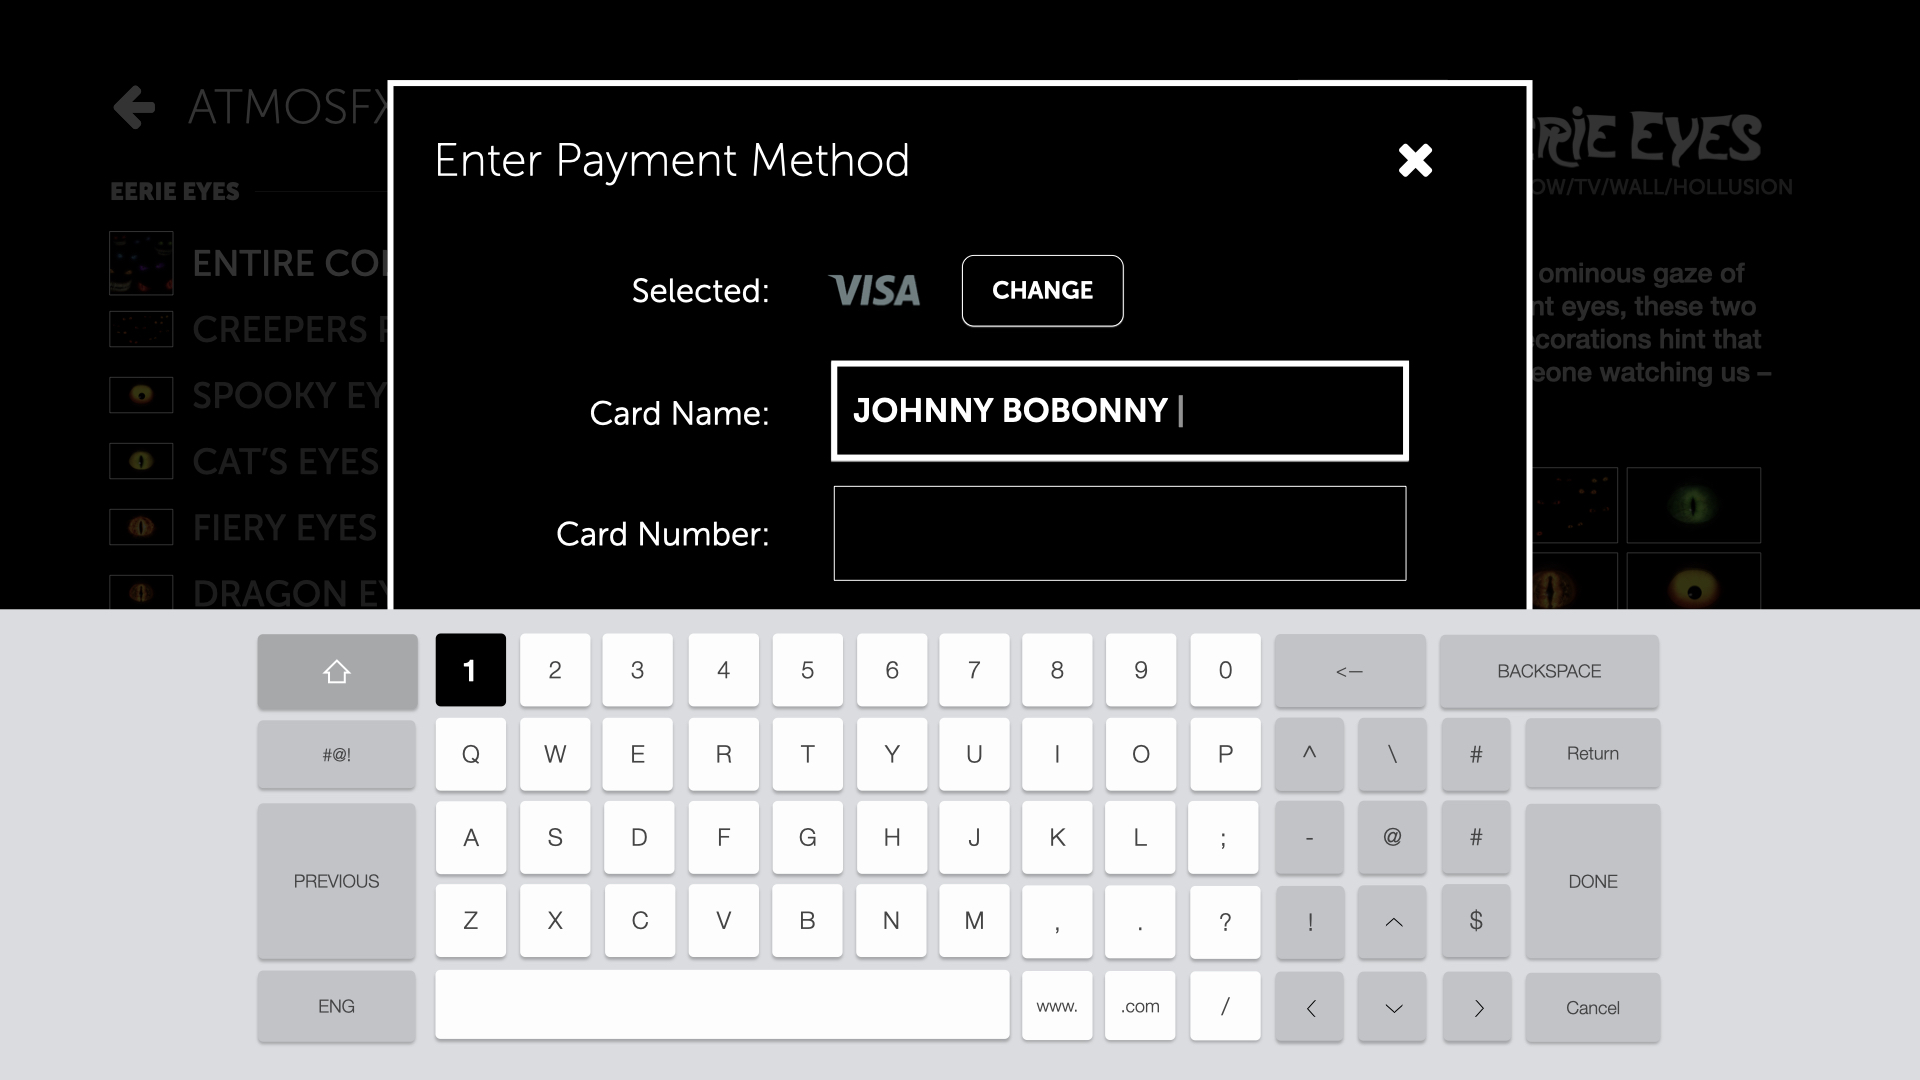 ATMOSFX
EERIE EYES
ENTIRE CO
CREEPERS
SPOOKY EY
CAT'S EYES
FIERY EYES
DRAGON EY
Enter Payment Method
Selected:
VISA
CHANGE
Card Name:
JOHNNY BOBONNY
Card Number:
RIE EYES
OW/TV/WALL/HOLLUSION
ominous gaze of
nt eyes, these two
corations hint that
eone watching us –
1 2 3 4 5 6 7 8 9 0 <— BACKSPACE
#@! Q W E R T Y U I O P ^ \ # Return
PREVIOUS A S D F G H J K L ; - @ # DONE
Z X C V B N M , . ? ! ^ $
ENG www. .com / < > Cancel